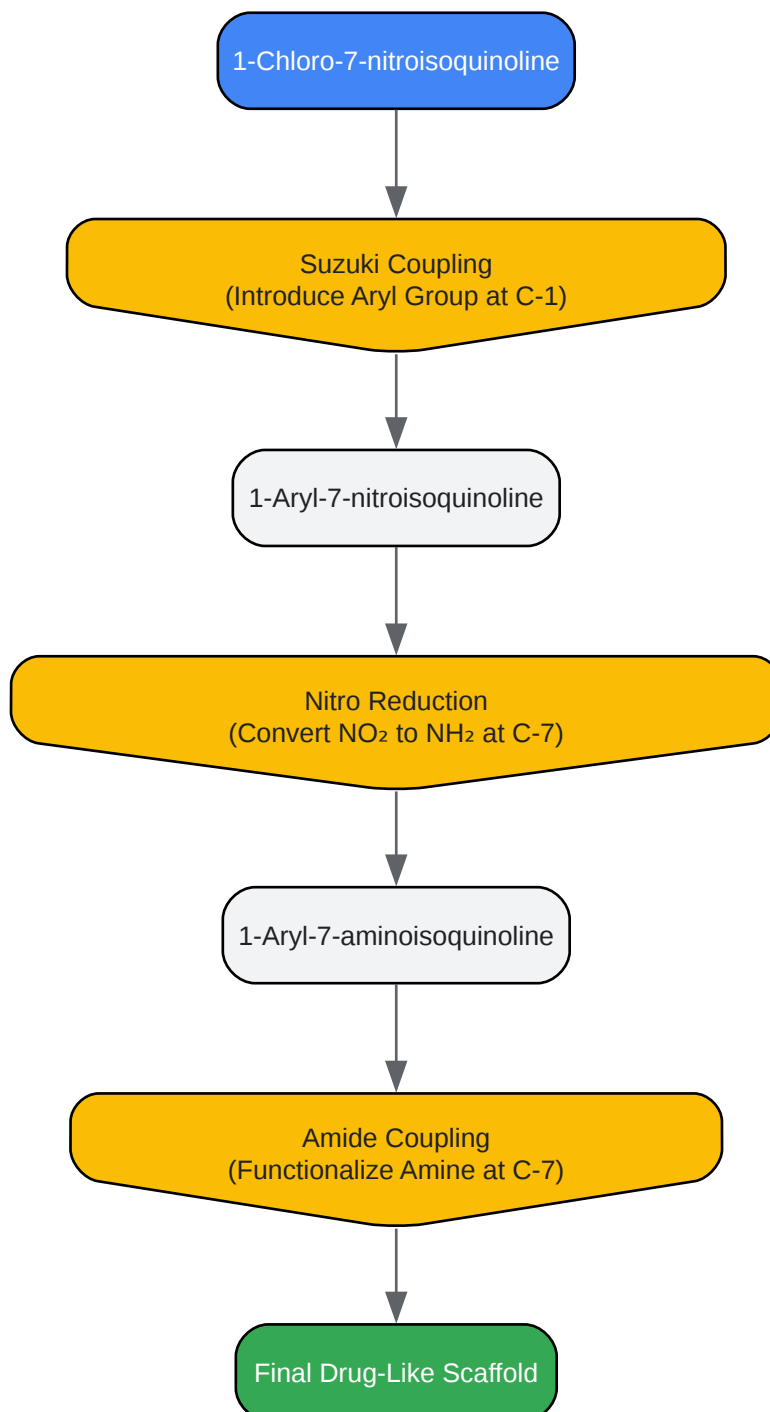 1-Chloro-7-nitroisoquinoline
Suzuki Coupling
(Introduce Aryl Group at C-1)
1-Aryl-7-nitroisoquinoline
Nitro Reduction
(Convert NO₂ to NH₂ at C-7)
1-Aryl-7-aminoisoquinoline
Amide Coupling
(Functionalize Amine at C-7)
Final Drug-Like Scaffold